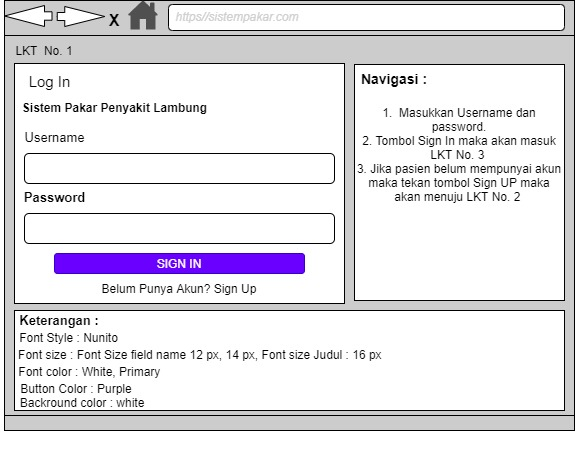 X
https//sistempakar.com
LKT No. 1
Log In
Sistem Pakar Penyakit Lambung
Username
Password
SIGN IN
Belum Punya Akun? Sign Up
Navigasi :
1. Masukkan Username dan
password.
2. Tombol Sign In maka akan masuk
LKT No. 3
3. Jika pasien belum mempunyai akun
maka tekan tombol Sign UP maka
akan menuju LKT No. 2
Keterangan :
Font Style : Nunito
Font size : Font Size field name 12 px, 14 px, Font size Judul : 16 px
Font color : White, Primary
Button Color : Purple
Backround color : white